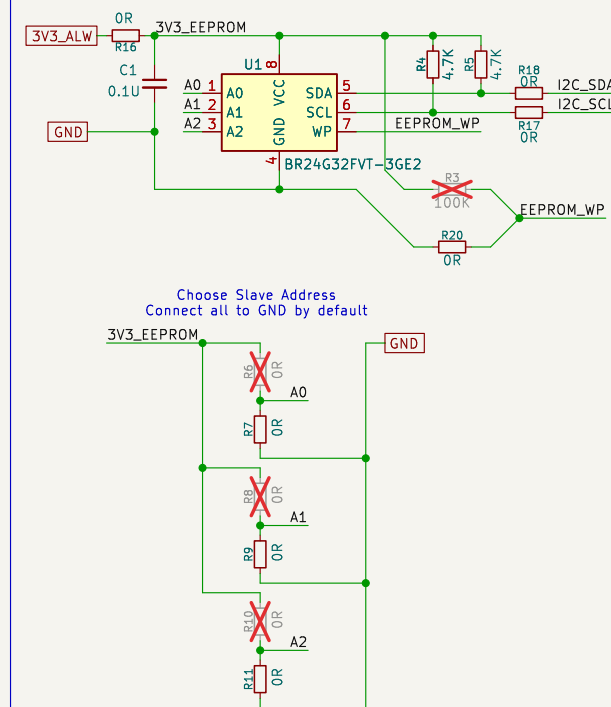 0R
3V3_ALW
R16
3V3_EEPROM
C1
0.1U
GND
U1
8
VCC
A0 1 A0
A1 2 A1
A2 3 A2
SDA 5
SCL 6
WP 7
GND
4
BR24G32FVT-3GE2
R4
4.7K
R5
4.7K
R18
0R
I2C_SDA
I2C_SCL
R17
0R
EEPROM_WP
R3
100K
EEPROM_WP
R20
0R
Choose Slave Address
Connect all to GND by default
3V3_EEPROM
GND
R6
0R
A0
R7
0R
R8
0R
A1
R9
0R
R10
0R
A2
R11
0R